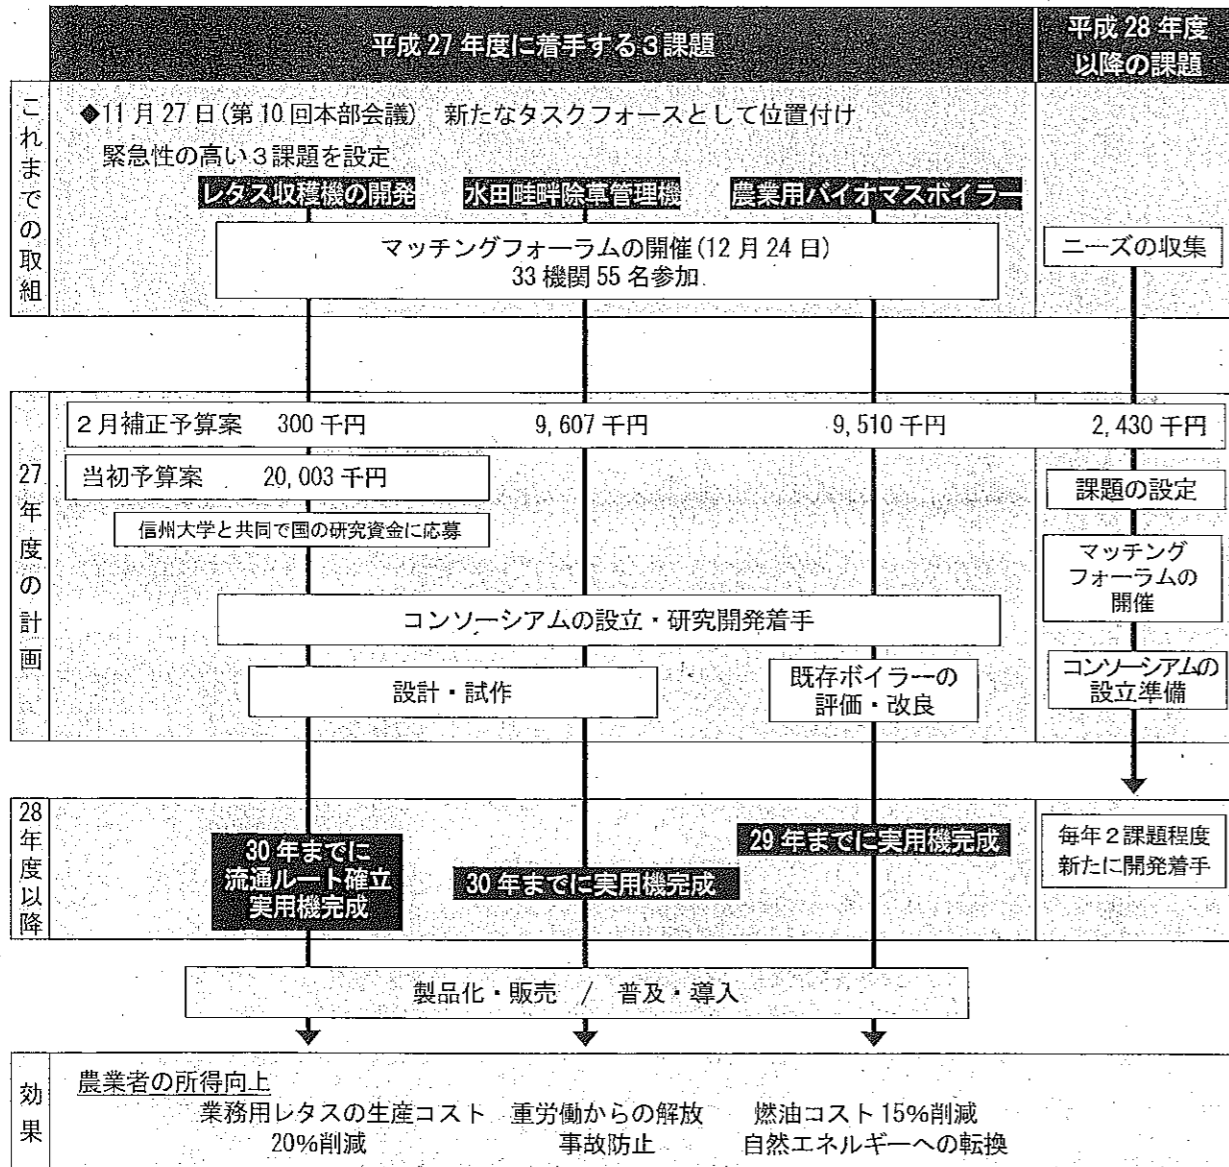 平成27年度に着手する3課題
平成28年度
以降の課題
これまでの取組
◆11月27日(第10回本部会議) 新たなタスクフォースとして位置付け
緊急性の高い3課題を設定
レタス収穫機の開発 水田畦畔除草管理機 農業用バイオマスボイラー
マッチングフォーラムの開催(12月24日)
33機関55名参加
ニーズの収集
27年度の計画
2月補正予算案 300千円 9,607千円 9,510千円 2,430千円
当初予算案 20,003千円
信州大学と共同で国の研究資金に応募
課題の設定
マッチング
フォーラムの
開催
コンソーシアムの設立・研究開発着手
設計・試作
既存ボイラーの
評価・改良
コンソーシアムの
設立準備
28年度以降
30年までに
流通ルート確立
実用機完成
30年までに実用機完成
29年までに実用機完成
毎年2課題程度
新たに開発着手
製品化・販売 / 普及・導入
効果
農業者の所得向上
業務用レタスの生産コスト
20%削減
重労働からの解放
事故防止
燃油コスト15%削減
自然エネルギーへの転換